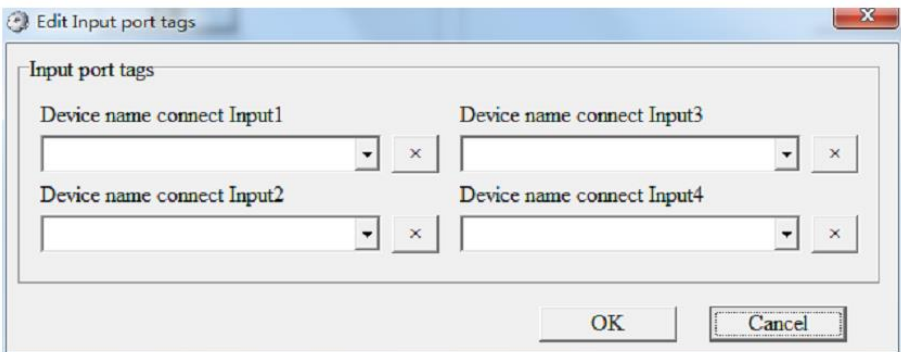 Edit Input port tags
Input port tags
Device name connect Input1
Device name connect Input3
Device name connect Input2
Device name connect Input4
OK
Cancel